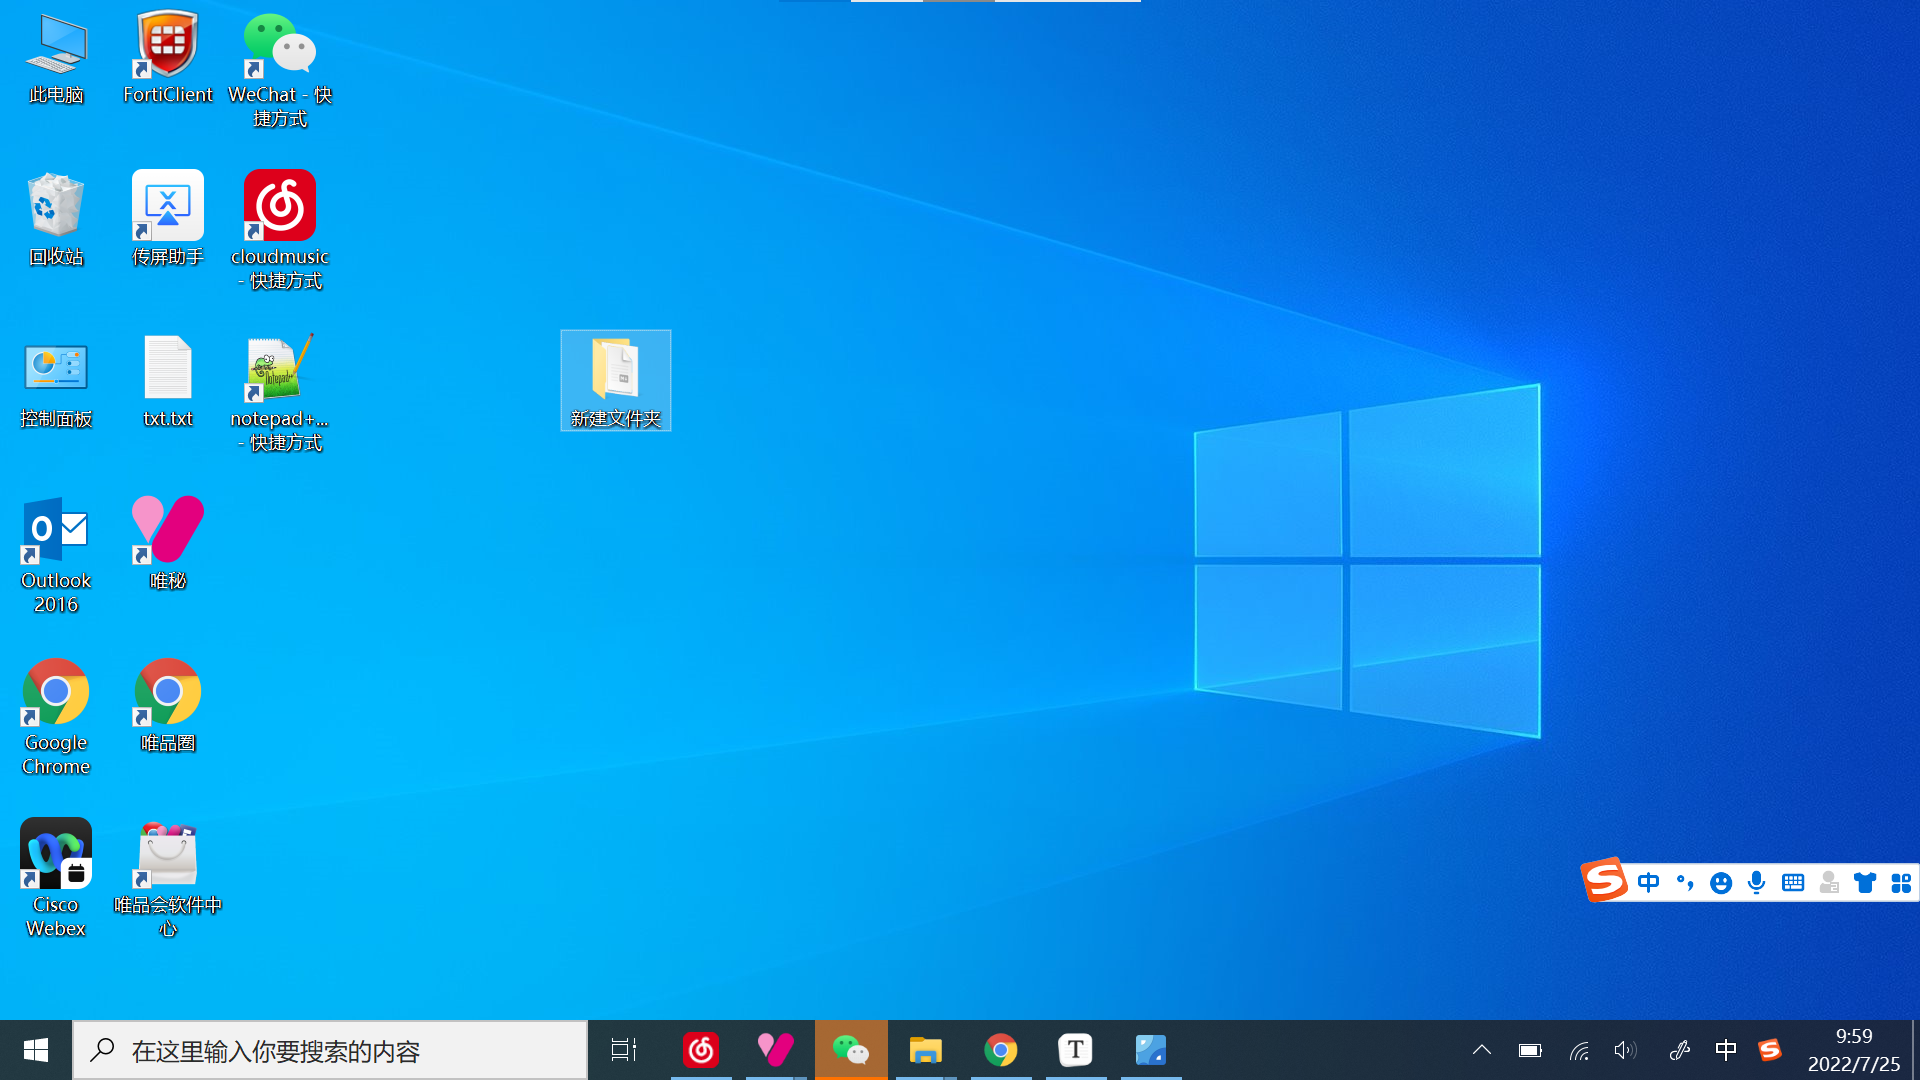 此电脑
FortiClient
WeChat - 快
捷方式
回收站
传屏助手
cloudmusic
- 快捷方式
控制面板
txt.txt
notepad+...
- 快捷方式
新建文件夹
Outlook
2016
唯秘
Google
Chrome
唯品圈
Cisco
Webex
唯品会软件中
心
中
在这里输入你要搜索的内容
T
中
9:59
2022/7/25